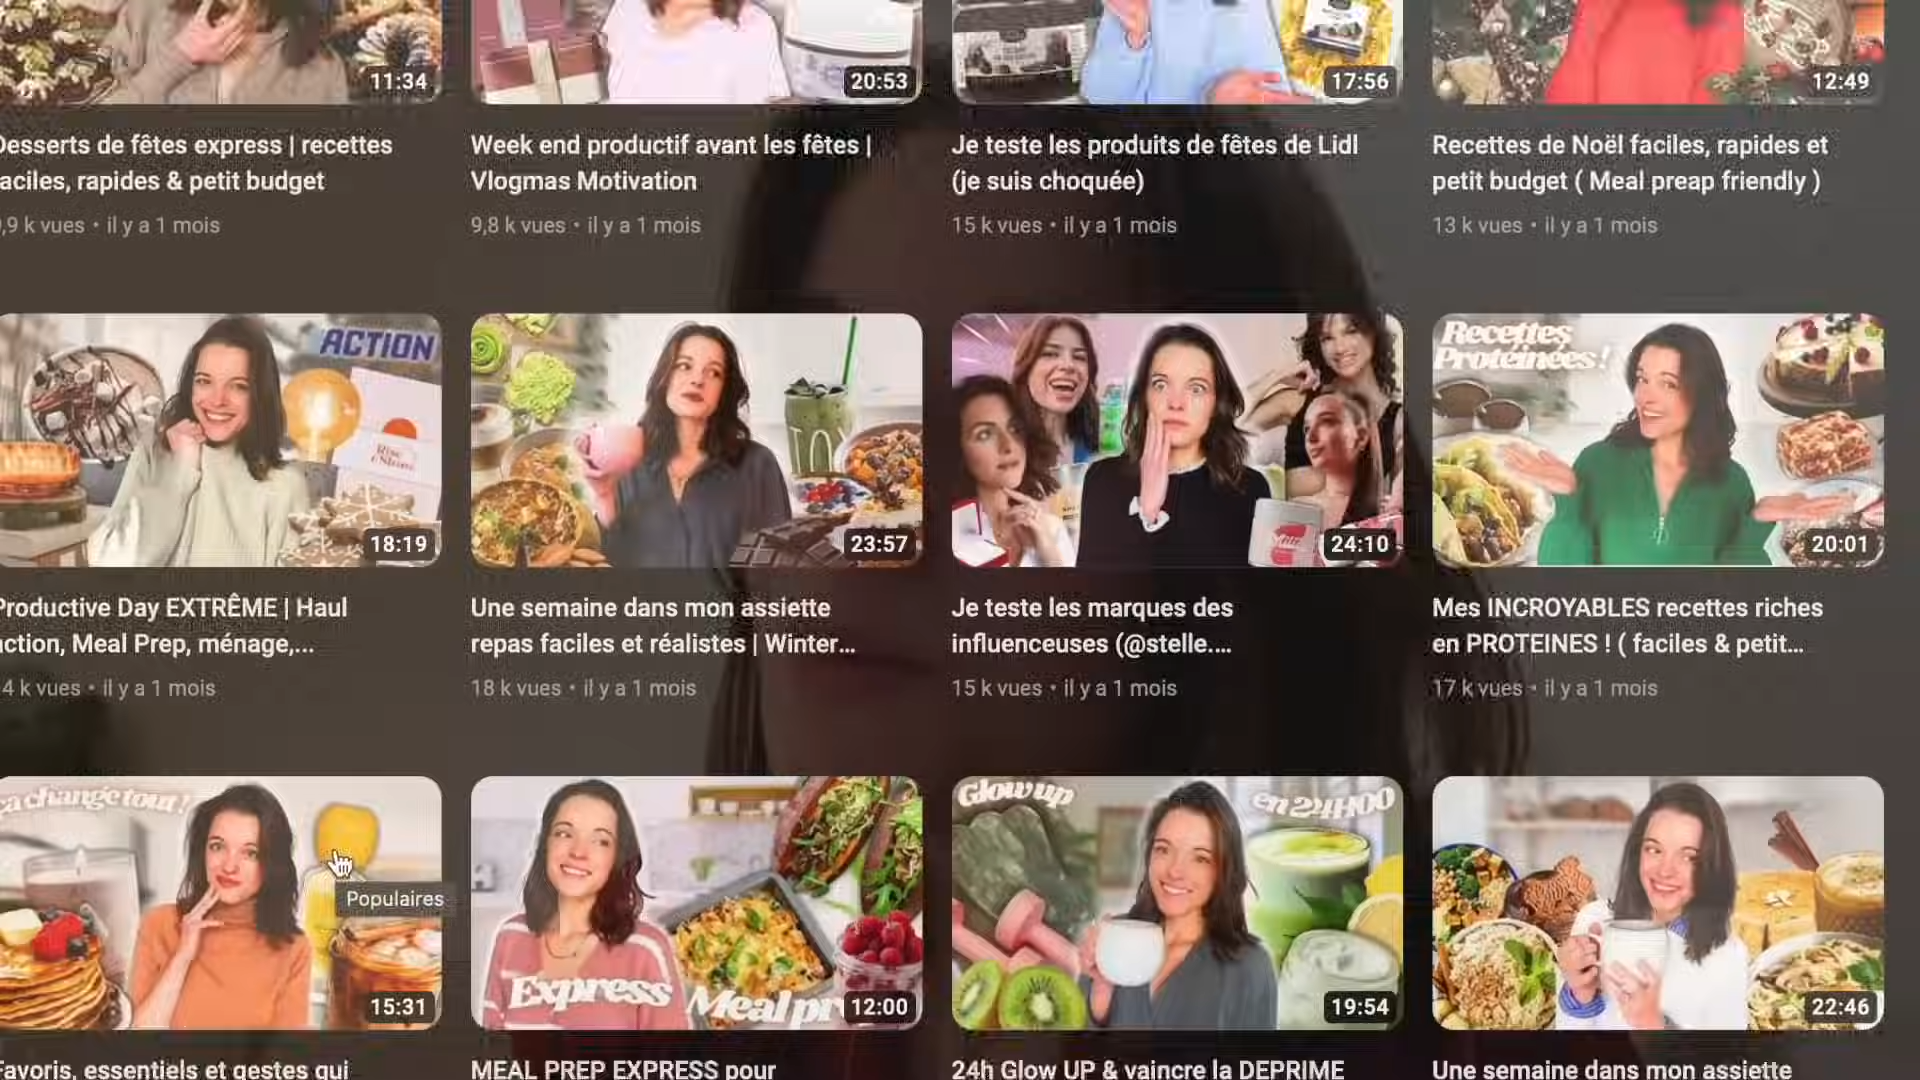 11:34
20:53
17:56
12:49
Desserts de fêtes express | recettes
faciles, rapides & petit budget
,9 k vues • il y a 1 mois
Week end productif avant les fêtes |
Vlogmas Motivation
9,8 k vues • il y a 1 mois
Je teste les produits de fêtes de Lidl
(je suis choquée)
15 k vues • il y a 1 mois
Recettes de Noël faciles, rapides et
petit budget ( Meal preap friendly )
13 k vues • il y a 1 mois
ACTION
Rise
& Shine
18:19
23:57
24:10
Recettes
Protéinées !
20:01
Productive Day EXTRÊME | Haul
action, Meal Prep, ménage,...
4 k vues • il y a 1 mois
Une semaine dans mon assiette
repas faciles et réalistes | Winter...
18 k vues • il y a 1 mois
Je teste les marques des
influenceuses (@stelle....
15 k vues • il y a 1 mois
Mes INCROYABLES recettes riches
en PROTEINES ! ( faciles & petit...
17 k vues • il y a 1 mois
ça change tout !
Populaires
15:31
Express
Meal pr
12:00
Glow up
en 24H00
19:54
22:46
Favoris, essentiels et gestes qui
MEAL PREP EXPRESS pour
24h Glow UP & vaincre la DEPRIME
Une semaine dans mon assiette